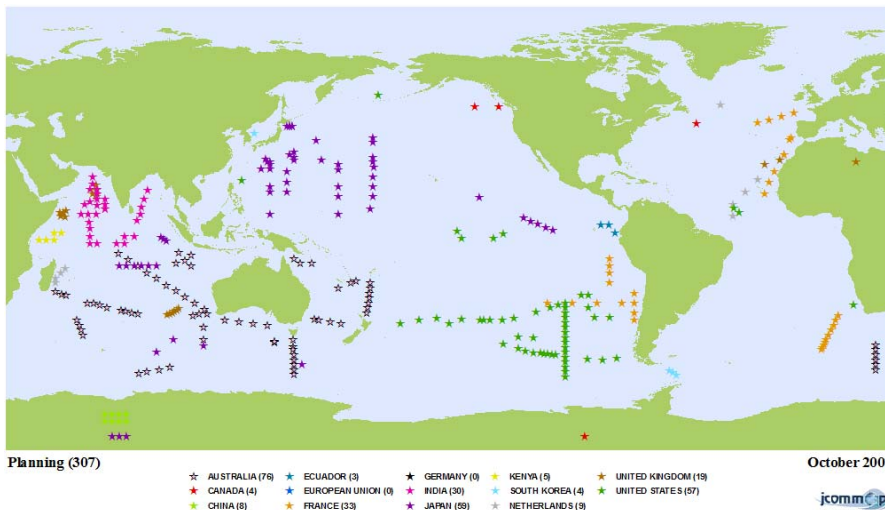 Planning (307)
October 200
AUSTRALIA (76)
ECUADOR (3)
GERMANY (0)
KENYA (5)
UNITED KINGDOM (19)
CANADA (4)
EUROPEAN UNION (0)
INDIA (30)
SOUTH KOREA (4)
UNITED STATES (57)
CHINA (8)
FRANCE (33)
JAPAN (59)
NETHERLANDS (9)